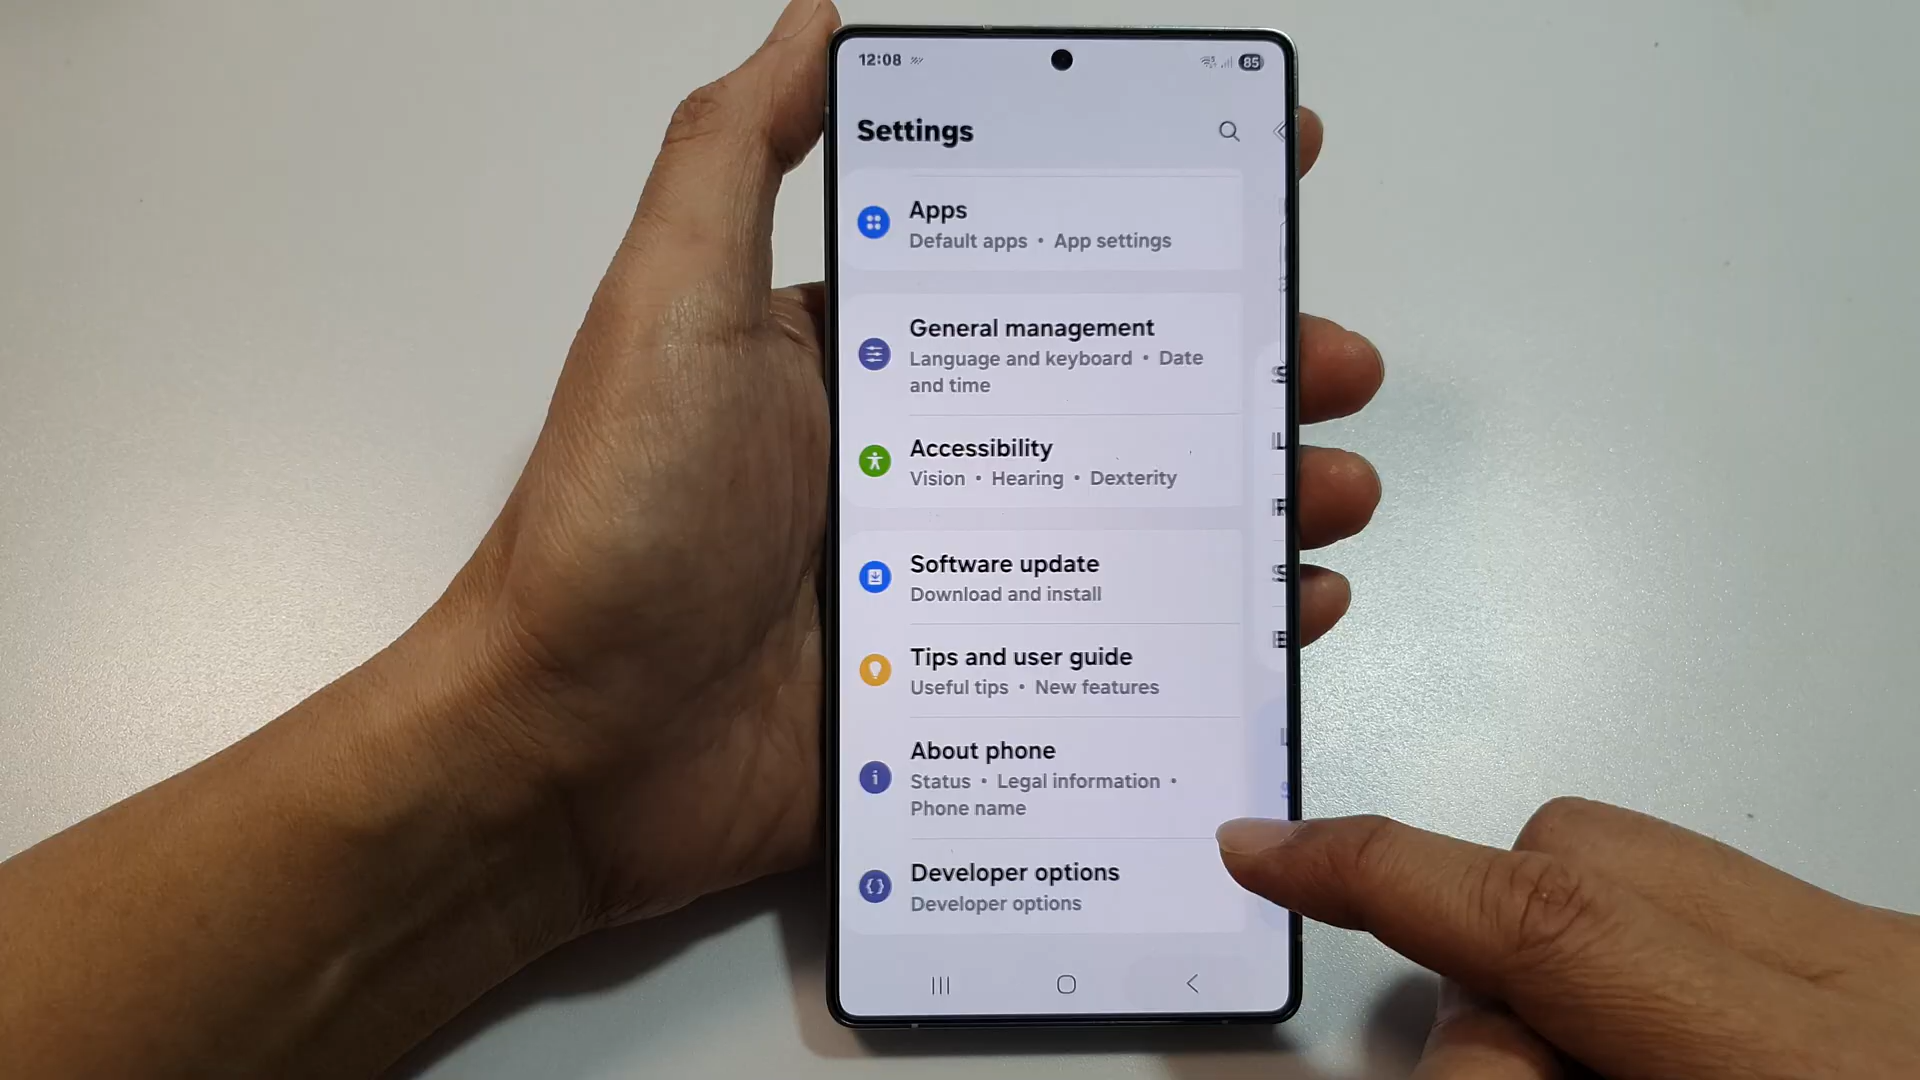 12:08
85
Settings
Apps
Default apps • App settings
General management
Language and keyboard • Date
and time
Accessibility
Vision • Hearing • Dexterity
Software update
Download and install
Tips and user guide
Useful tips • New features
About phone
Status • Legal information •
Phone name
Developer options
Developer options